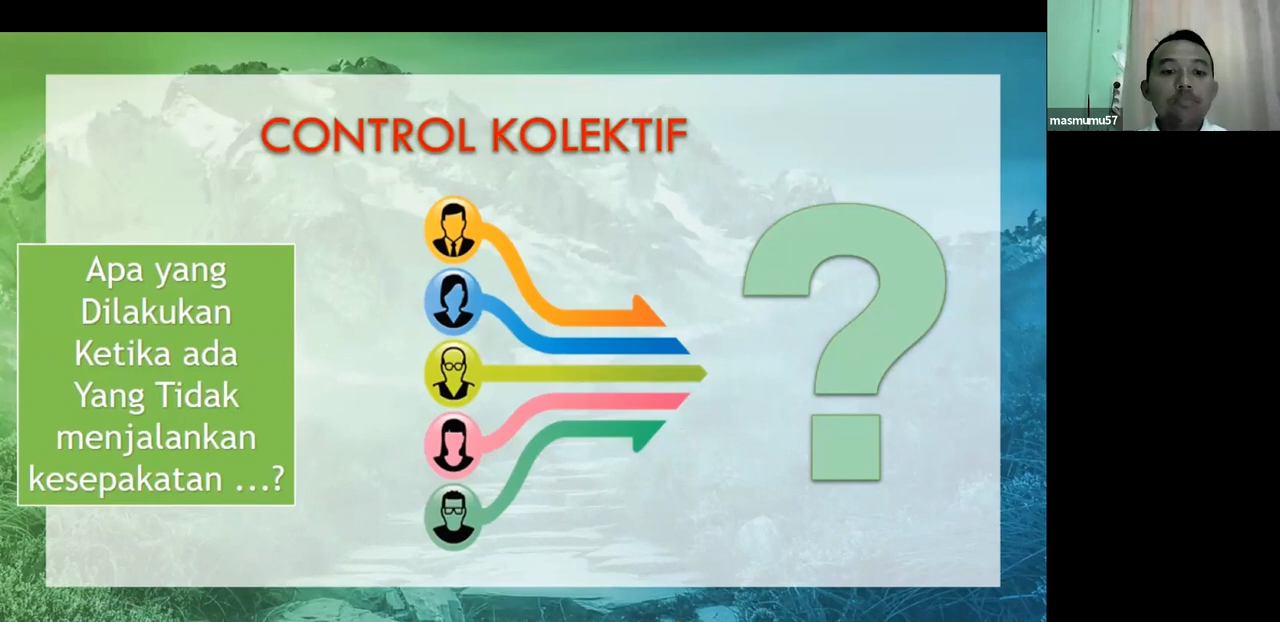 CONTROL KOLEKTIF
Apa yang
Dilakukan
Ketika ada
Yang Tidak
menjalankan
kesepakatan ...?
?
masmumu57